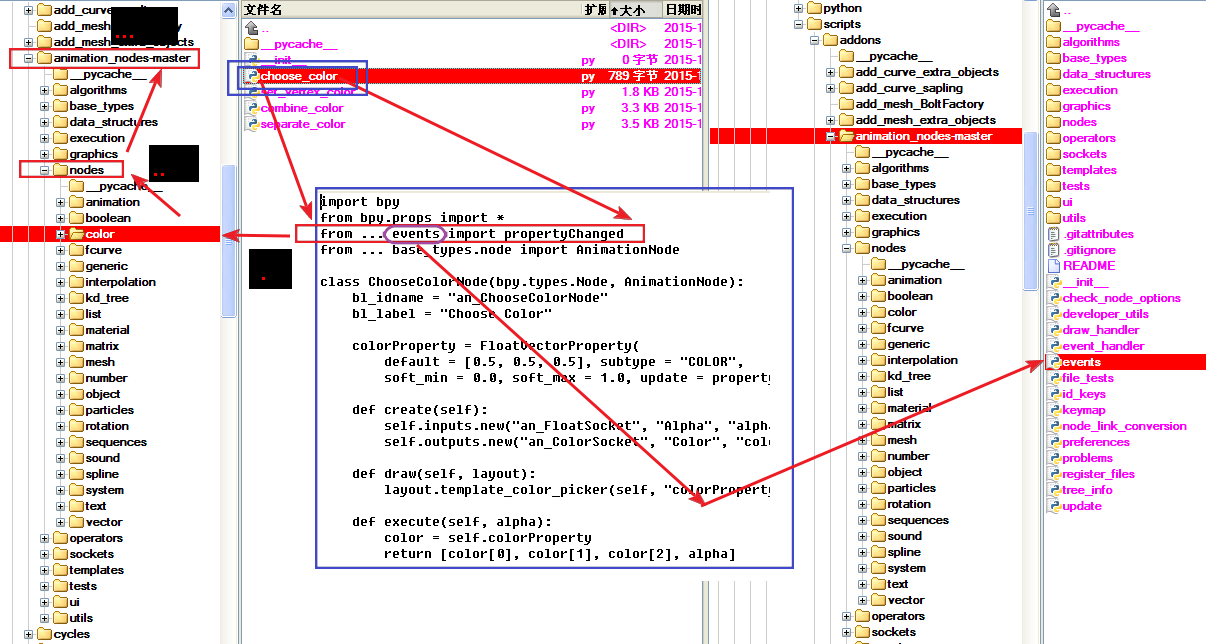 add_curve_
add_mesh_
add_mesh_extra_objects
animation_nodes-master
__pycache__
algorithms
base_types
data_structures
execution
graphics
nodes
__pycache__
animation
boolean
color
fcurve
generic
interpolation
kd_tree
list
material
matrix
mesh
number
object
particles
rotation
sequences
sound
spline
system
text
vector
operators
sockets
templates
tests
ui
utils
cycles
...
..
.
文件名 扩展 ↑大小 日期时
.. <DIR> 2015-1
__pycache__ <DIR> 2015-1
__init__ py 0 字节 2015-1
choose_color py 789 字节 2015-1
set_vertex_color py 1.8 KB 2015-1
combine_color py 3.3 KB 2015-1
separate_color py 3.5 KB 2015-1
import bpy
from bpy.props import *
from ... events import propertyChanged
from ... base_types.node import AnimationNode
class ChooseColorNode(bpy.types.Node, AnimationNode):
bl_idname = "an_ChooseColorNode"
bl_label = "Choose Color"
colorProperty = FloatVectorProperty(
default = [0.5, 0.5, 0.5], subtype = "COLOR",
soft_min = 0.0, soft_max = 1.0, update = property
def create(self):
self.inputs.new("an_FloatSocket", "Alpha", "alpha
self.outputs.new("an_ColorSocket", "Color", "colo
def draw(self, layout):
layout.template_color_picker(self, "colorProperty
def execute(self, alpha):
color = self.colorProperty
return [color[0], color[1], color[2], alpha]
python
scripts
addons
__pycache__
add_curve_extra_objects
add_curve_sapling
add_mesh_BoltFactory
add_mesh_extra_objects
animation_nodes-master
__pycache__
algorithms
base_types
data_structures
execution
graphics
nodes
__pycache__
animation
boolean
color
fcurve
generic
interpolation
kd_tree
list
material
matrix
mesh
number
object
particles
rotation
sequences
sound
spline
system
text
vector
operators
sockets
..
__pycache__
algorithms
base_types
data_structures
execution
graphics
nodes
operators
sockets
templates
tests
ui
utils
.gitattributes
.gitignore
README
__init__
check_node_options
developer_utils
draw_handler
event_handler
events
file_tests
id_keys
keymap
node_link_conversion
preferences
problems
register_files
tree_info
update